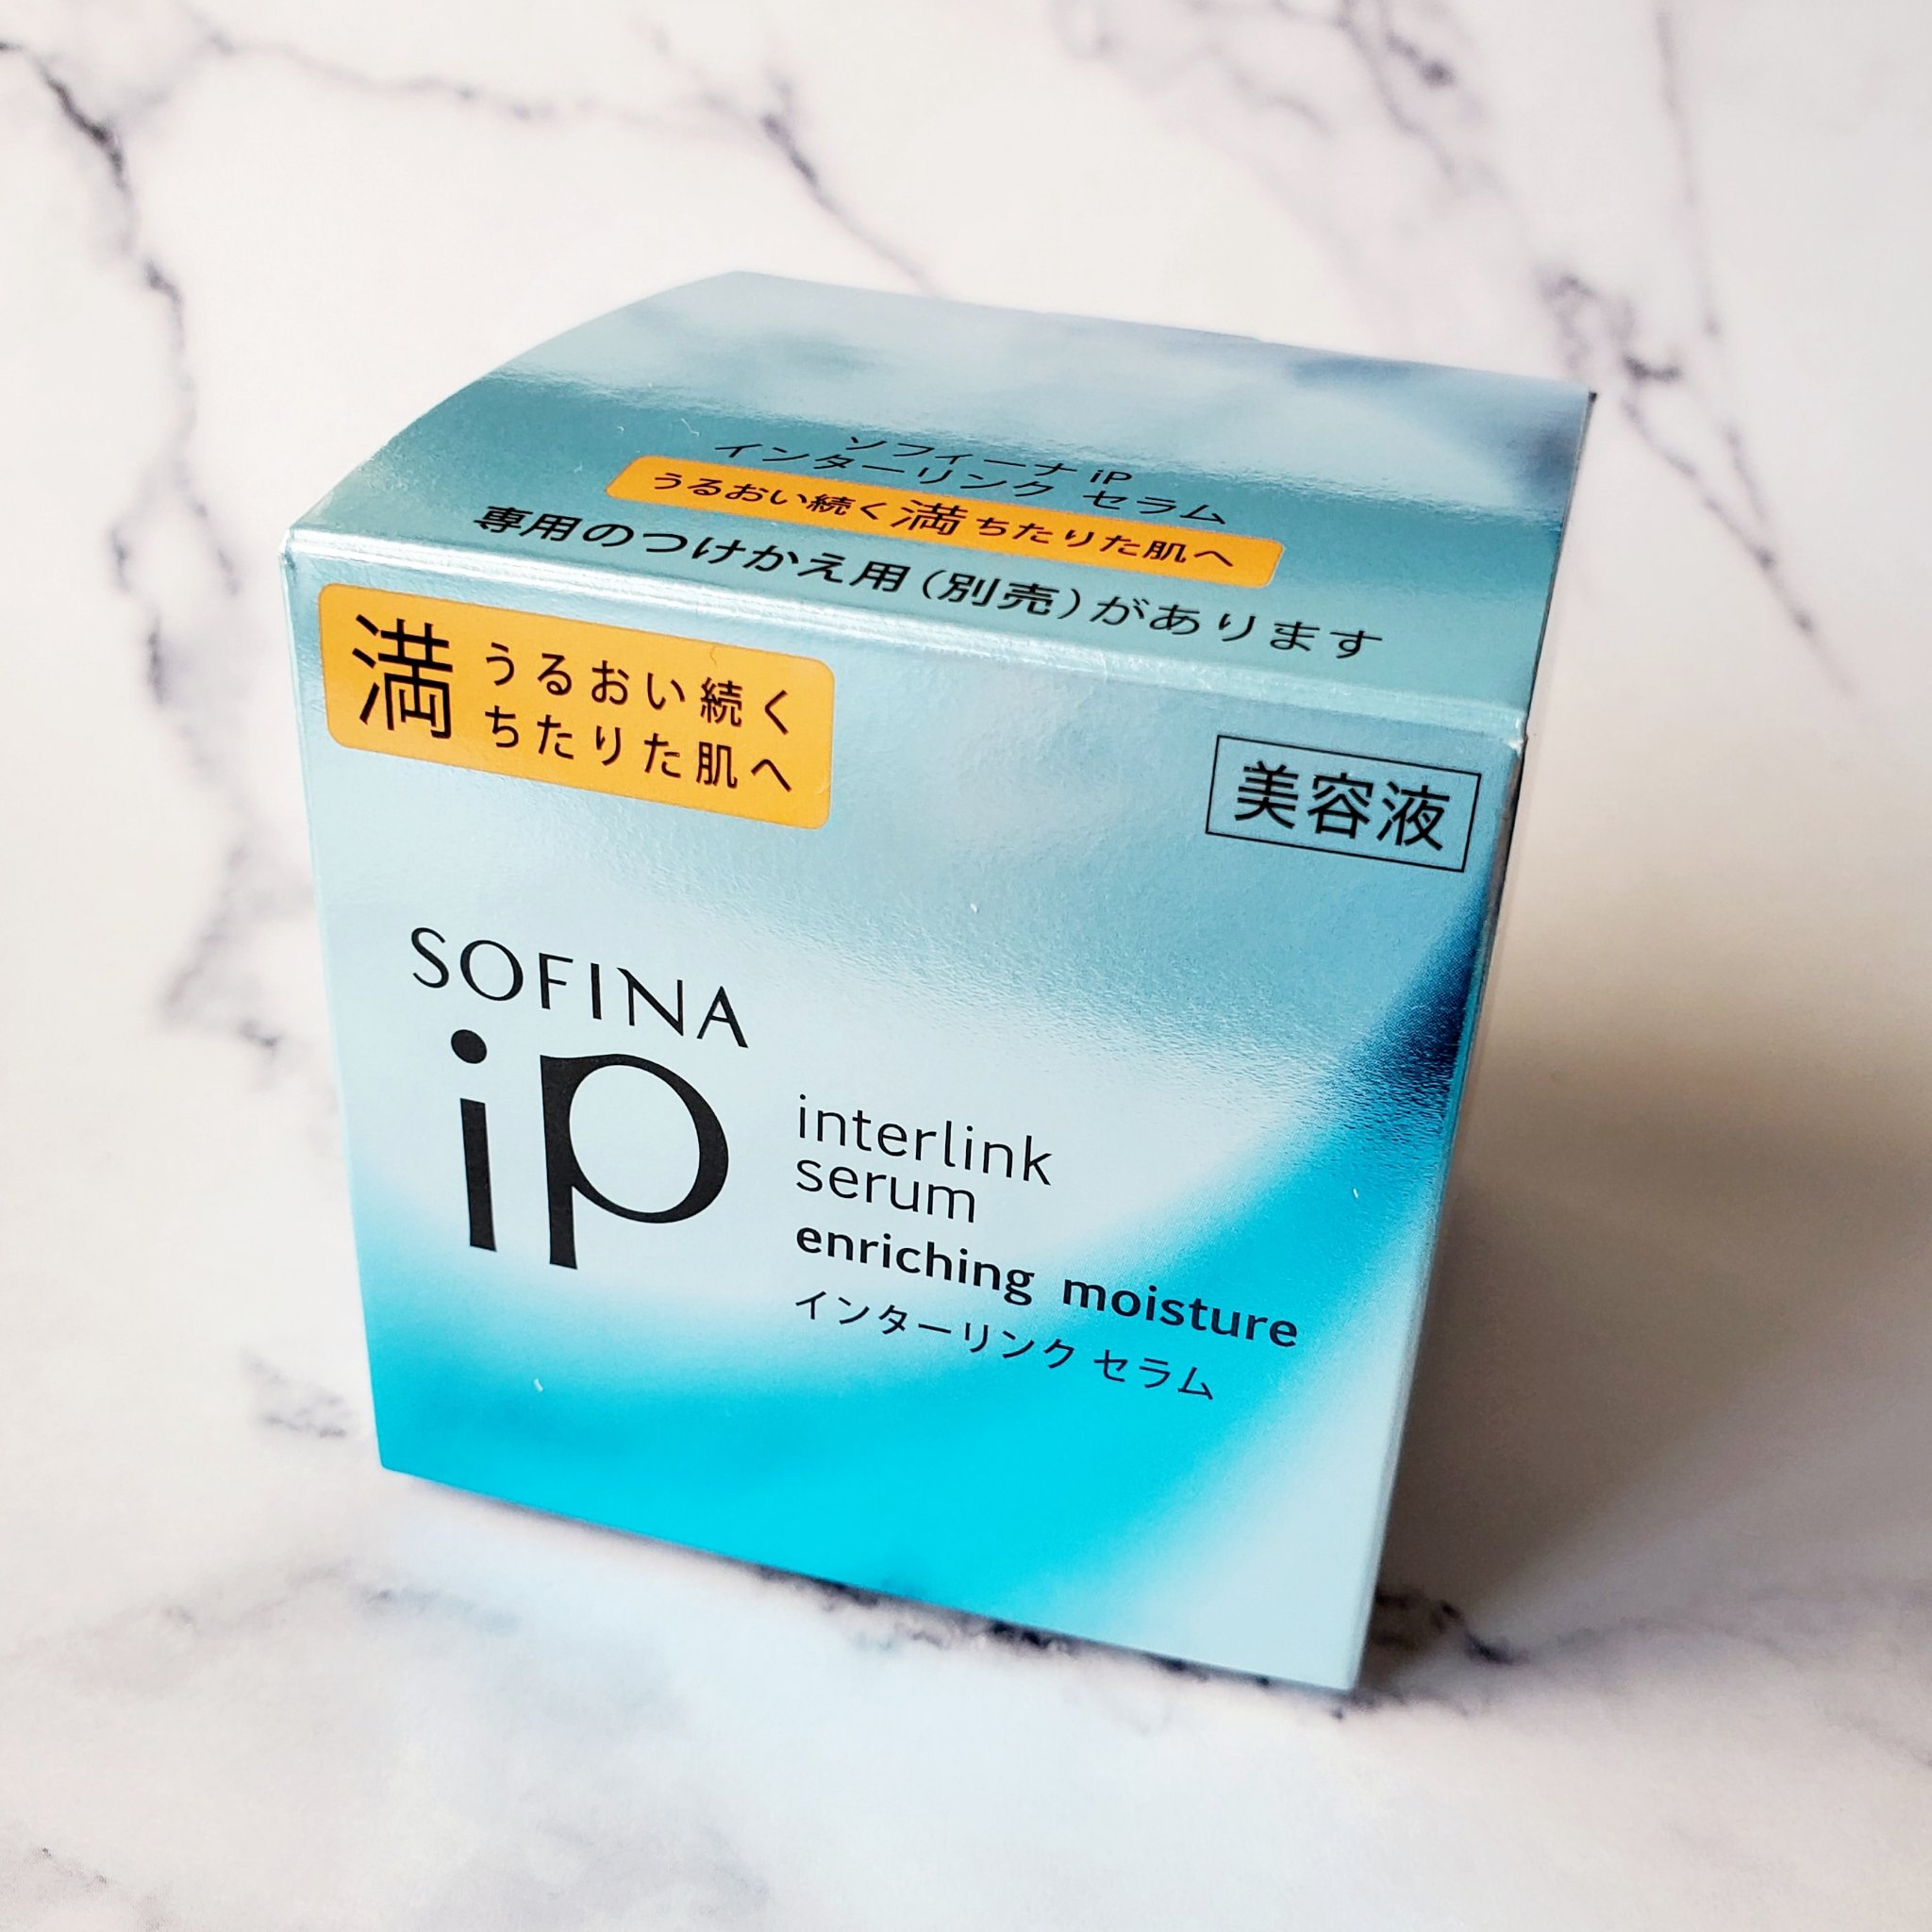 ソフィーナ iP
インターリンク セラム
うるおい続く満ちたりた肌へ
専用のつけかえ用(別売)があります
満 うるおい続く
ちたりた肌へ
美容液
SOFINA
iP
interlink
serum
enriching moisture
インターリンク セラム